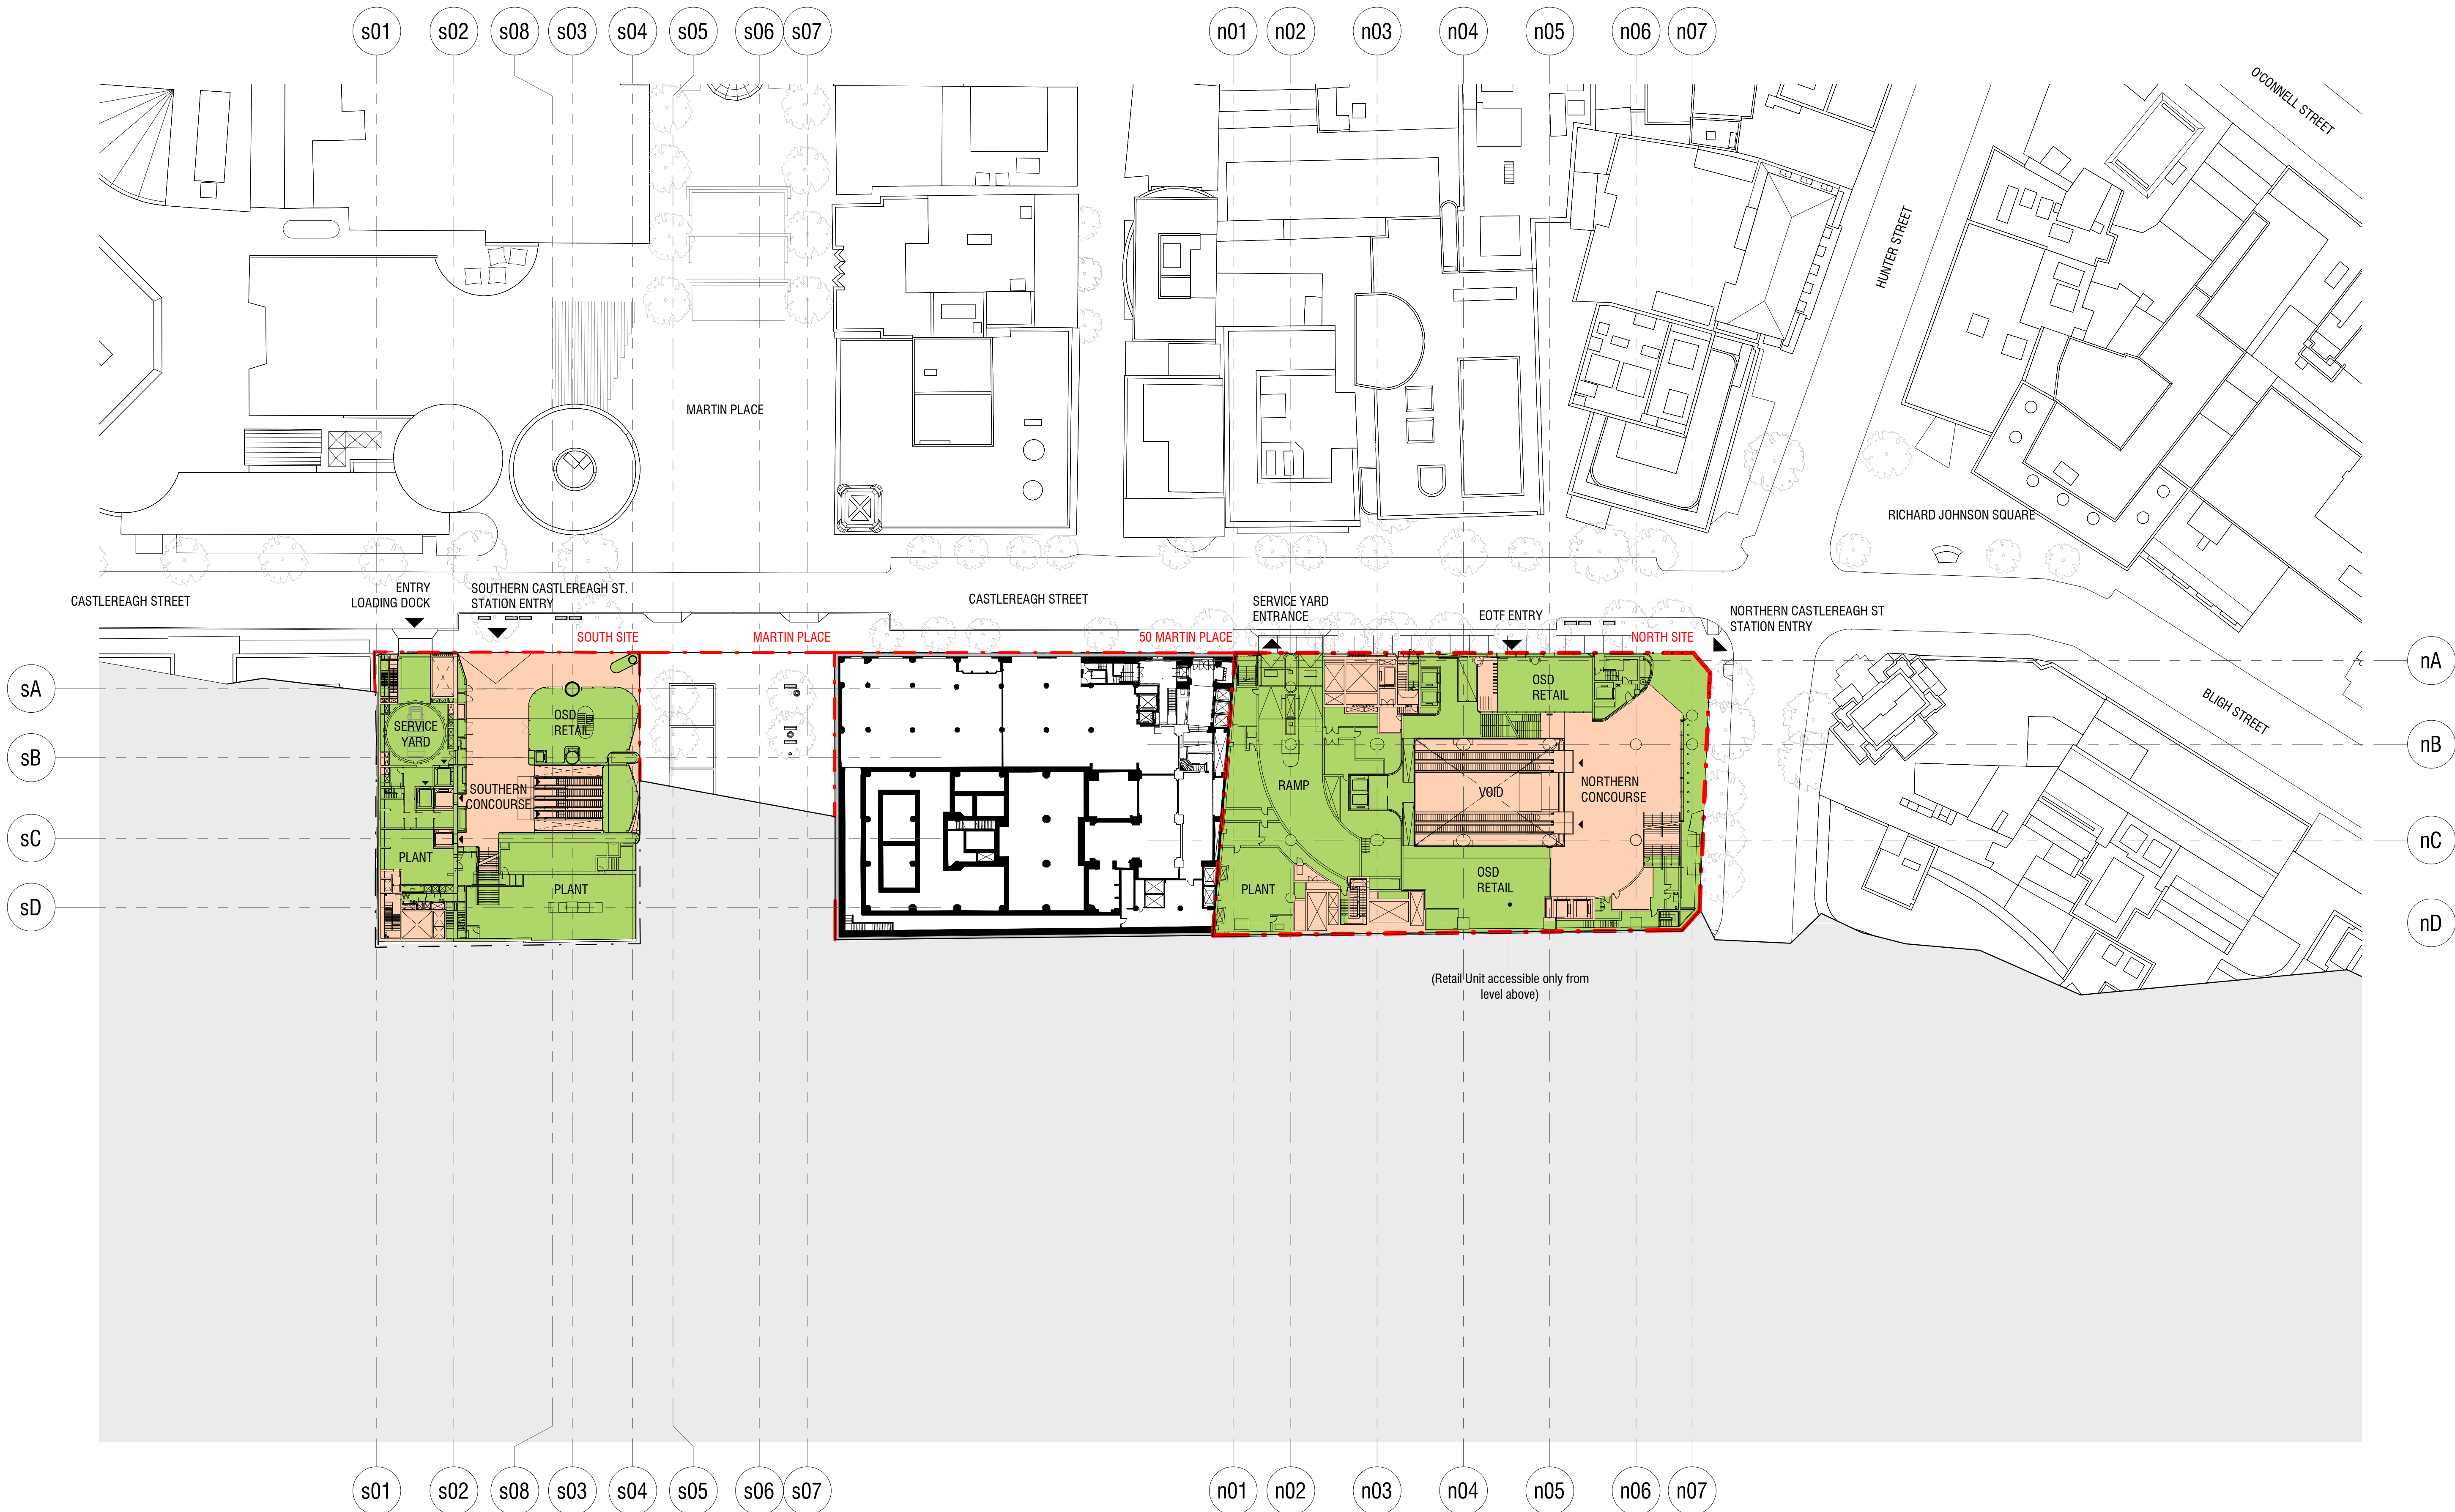 s01
s02
s08
s03
s04
s05
s06
s07
n01
n02
n03
n04
n05
n06
n07
O'CONNELL STREET
HUNTER STREET
MARTIN PLACE
RICHARD JOHNSON SQUARE
CASTLEREAGH STREET
ENTRY
LOADING DOCK
SOUTHERN CASTLEREAGH ST.
STATION ENTRY
CASTLEREAGH STREET
SERVICE YARD
ENTRANCE
EOTF ENTRY
NORTHERN CASTLEREAGH ST
STATION ENTRY
SOUTH SITE
MARTIN PLACE
50 MARTIN PLACE
NORTH SITE
sA
nA
OSD
RETAIL
BLIGH STREET
SERVICE
YARD
OSD
RETAIL
sB
nB
SOUTHERN
CONCOURSE
RAMP
VOID
NORTHERN
CONCOURSE
sC
nC
PLANT
PLANT
PLANT
OSD
RETAIL
sD
nD
(Retail Unit accessible only from
level above)
s01
s02
s08
s03
s04
s05
s06
s07
n01
n02
n03
n04
n05
n06
n07